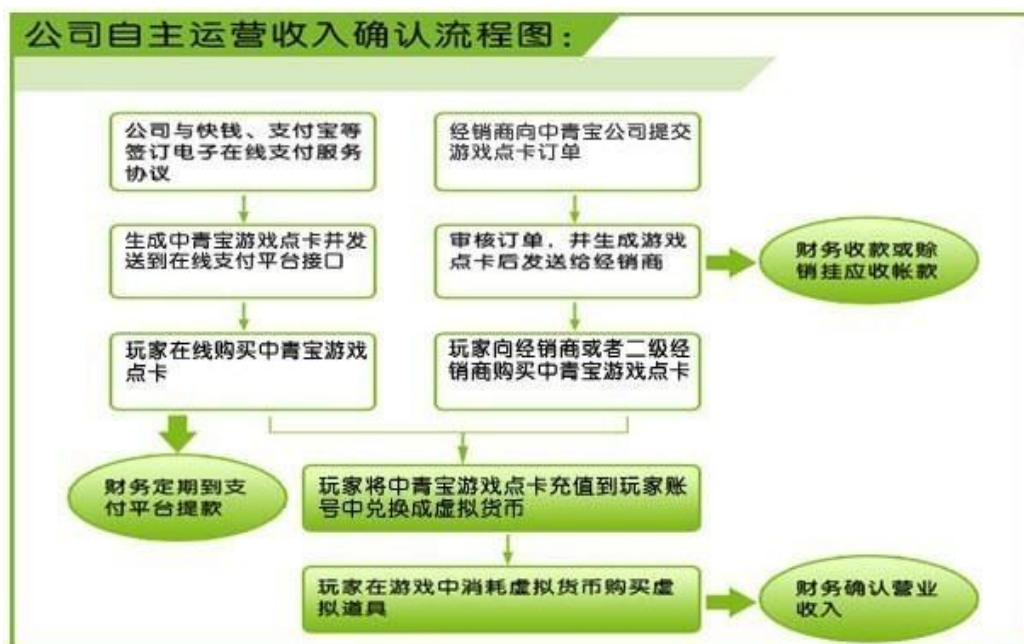 公司自主运营收入确认流程图：
公司与快钱、支付宝等
签订电子在线支付服务
协议
经销商向中青宝公司提交
游戏点卡订单
生成中青宝游戏点卡并发
送到在线支付平台接口
审核订单，并生成游戏
点卡后发送给经销商
财务收款或赊
销挂应收帐款
玩家在线购买中青宝游戏
点卡
玩家向经销商或者二级经
销商购买中青宝游戏点卡
财务定期到支
付平台提款
玩家将中青宝游戏点卡充值到玩家账
号中兑换成虚拟货币
玩家在游戏中消耗虚拟货币购买虚
拟道具
财务确认营业
收入